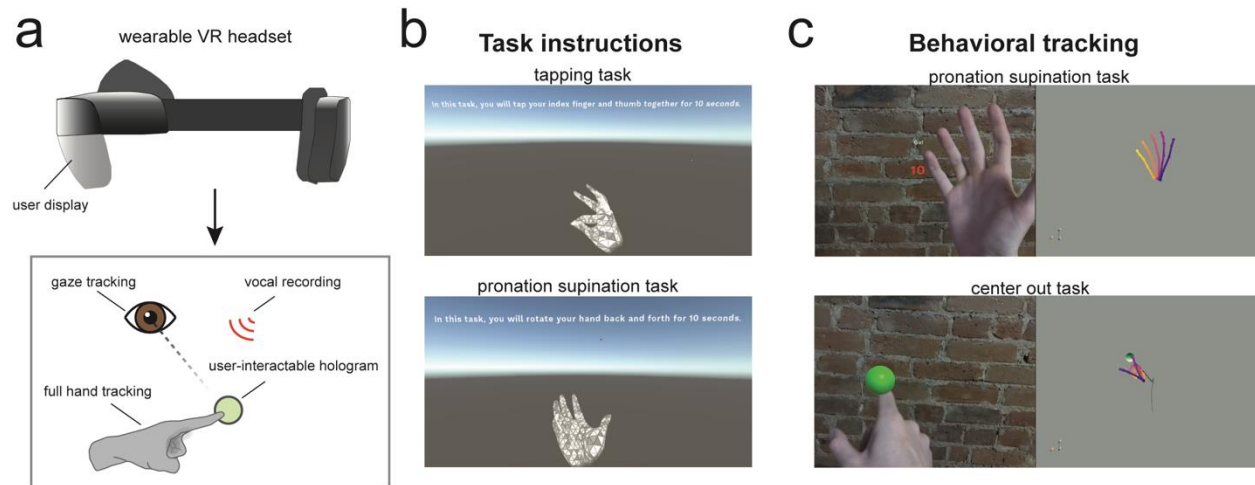 a
wearable VR headset
user display
gaze tracking
vocal recording
user-interactable hologram
full hand tracking
b
Task instructions
tapping task
In this task, you will tap your index finger and thumb together for 10 seconds.
pronation supination task
In this task, you will rotate your hand back and forth for 10 seconds.
c
Behavioral tracking
pronation supination task
10
center out task